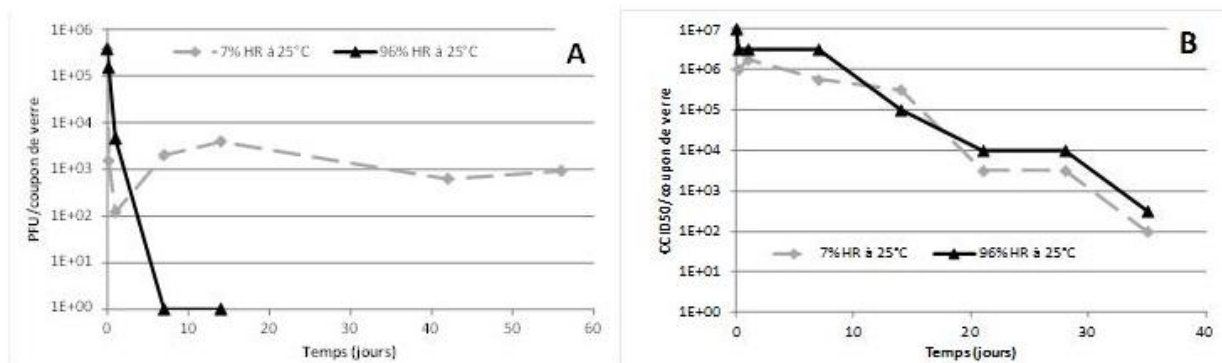 A
7% HR à 25°C 96% HR à 25°C
PFU/coupon de verre
1E+06
1E+05
1E+04
1E+03
1E+02
1E+01
1E+00
0 10 20 30 40 50 60
Temps (jours)
B
CCID50/coupon de verre
1E+07
1E+06
1E+05
1E+04
1E+03
1E+02
1E+01
1E+00
7% HR à 25°C 96% HR à 25°C
0 10 20 30 40
Temps (jours)